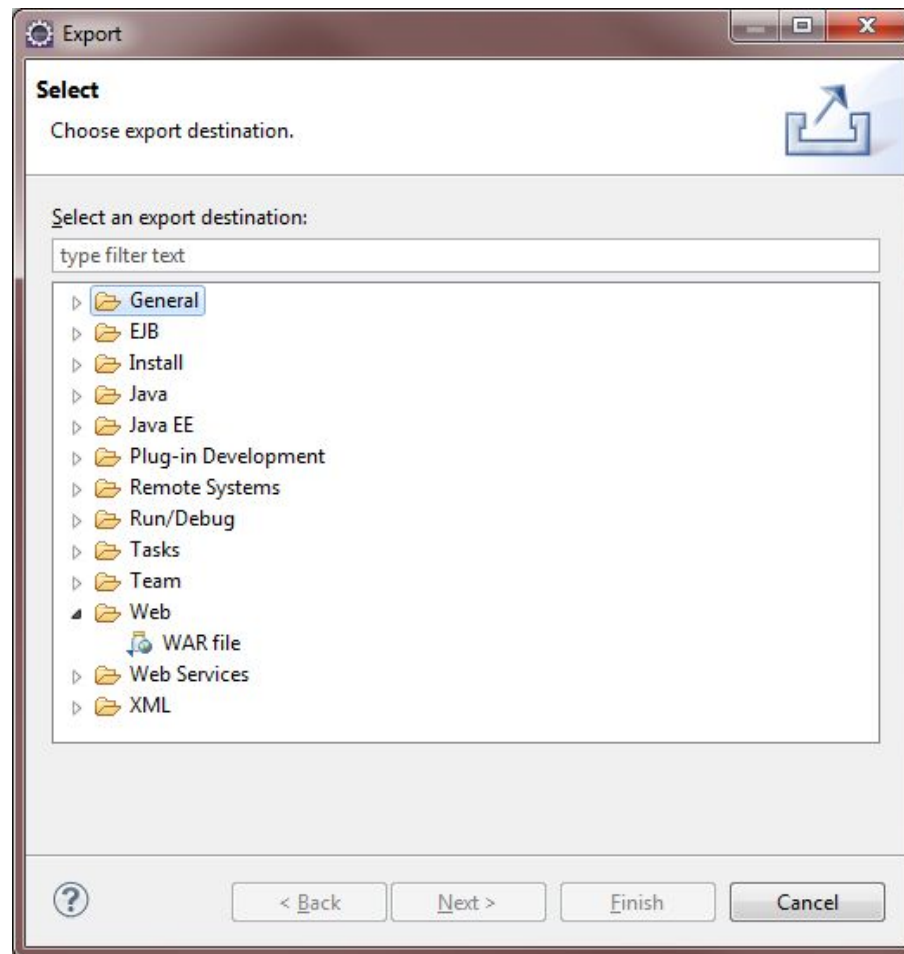 Export
Select
Choose export destination.
Select an export destination:
type filter text
General
EJB
Install
Java
Java EE
Plug-in Development
Remote Systems
Run/Debug
Tasks
Team
Web
WAR file
Web Services
XML
? < Back Next > Finish Cancel